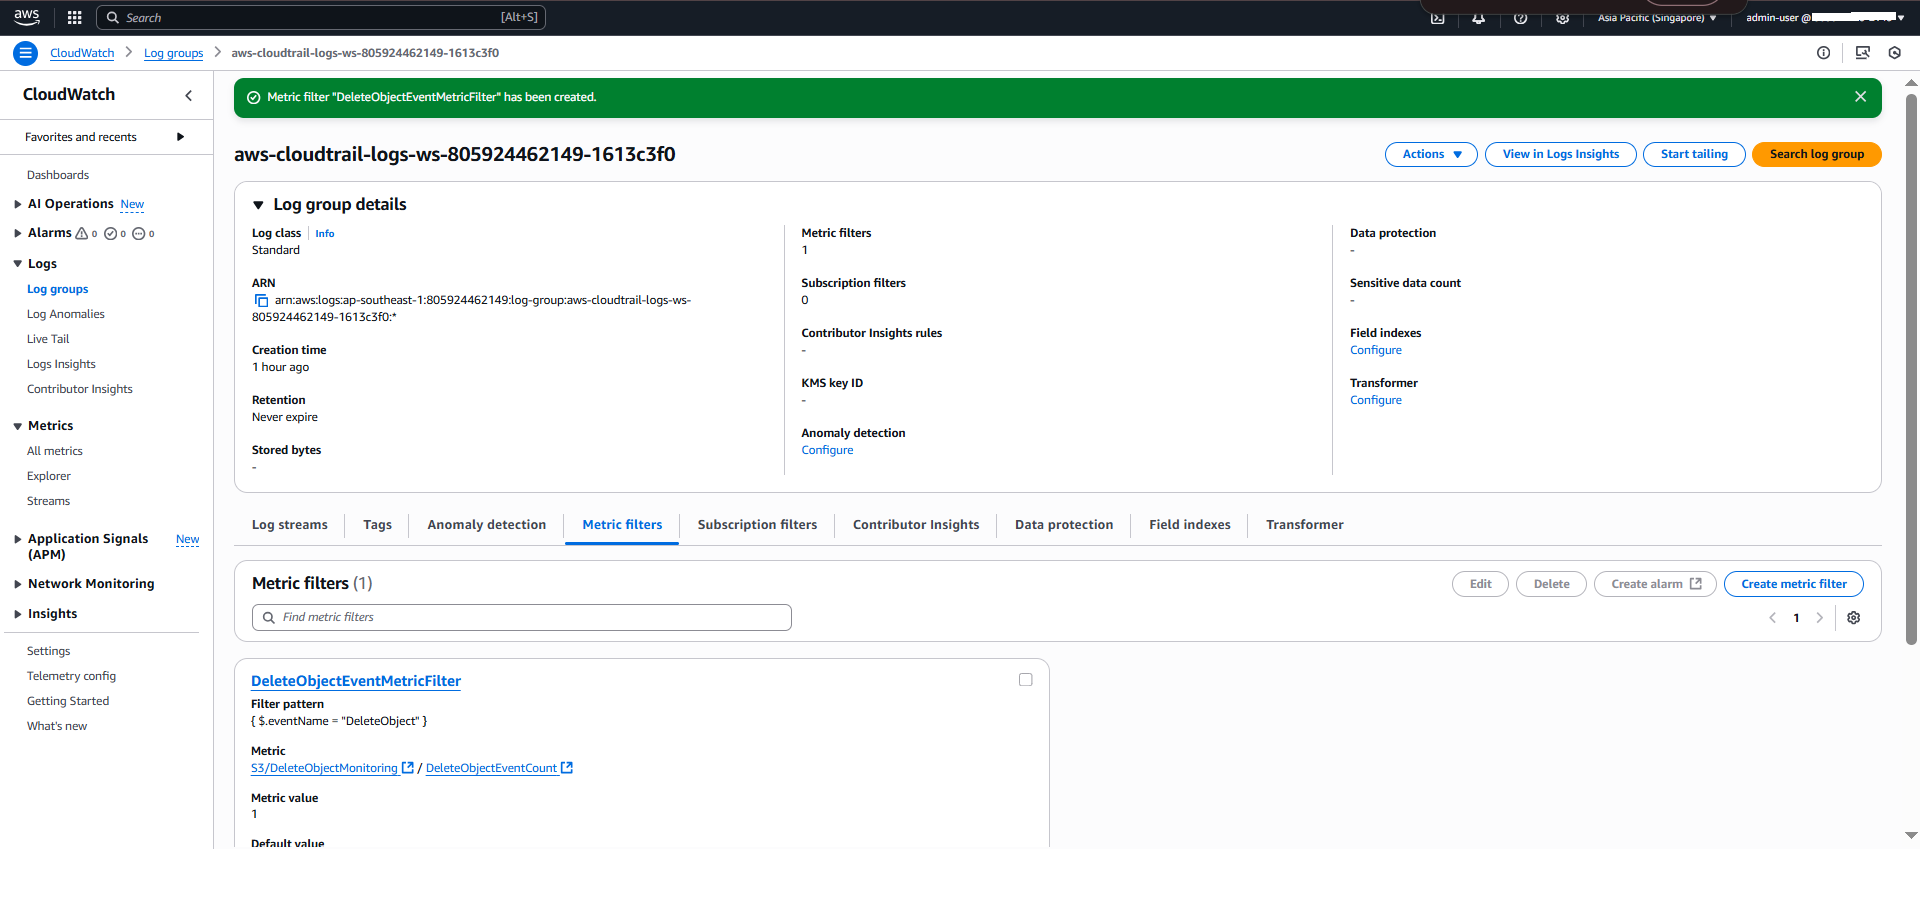 aws
Search [Alt+S]
Asia Pacific (Singapore)
admin-user @
CloudWatch
Log groups
aws-cloudtrail-logs-ws-805924462149-1613c3f0
CloudWatch
Favorites and recents
Dashboards
AI Operations New
Alarms 0 0 0
Logs
Log groups
Log Anomalies
Live Tail
Logs Insights
Contributor Insights
Metrics
All metrics
Explorer
Streams
Application Signals New
(APM)
Network Monitoring
Insights
Settings
Telemetry config
Getting Started
What's new
Metric filter "DeleteObjectEventMetricFilter" has been created.
aws-cloudtrail-logs-ws-805924462149-1613c3f0
Actions
View in Logs Insights
Start tailing
Search log group
Log group details
Log class Info
Standard
ARN
arn:aws:logs:ap-southeast-1:805924462149:log-group:aws-cloudtrail-logs-ws-
805924462149-1613c3f0:*
Creation time
1 hour ago
Retention
Never expire
Stored bytes
-
Metric filters
1
Subscription filters
0
Contributor Insights rules
-
KMS key ID
-
Anomaly detection
Configure
Data protection
-
Sensitive data count
-
Field indexes
Configure
Transformer
Configure
Log streams
Tags
Anomaly detection
Metric filters
Subscription filters
Contributor Insights
Data protection
Field indexes
Transformer
Metric filters (1)
Edit
Delete
Create alarm
Create metric filter
Find metric filters
1
DeleteObjectEventMetricFilter
Filter pattern
{ $.eventName = "DeleteObject" }
Metric
S3/DeleteObjectMonitoring / DeleteObjectEventCount
Metric value
1
Default value